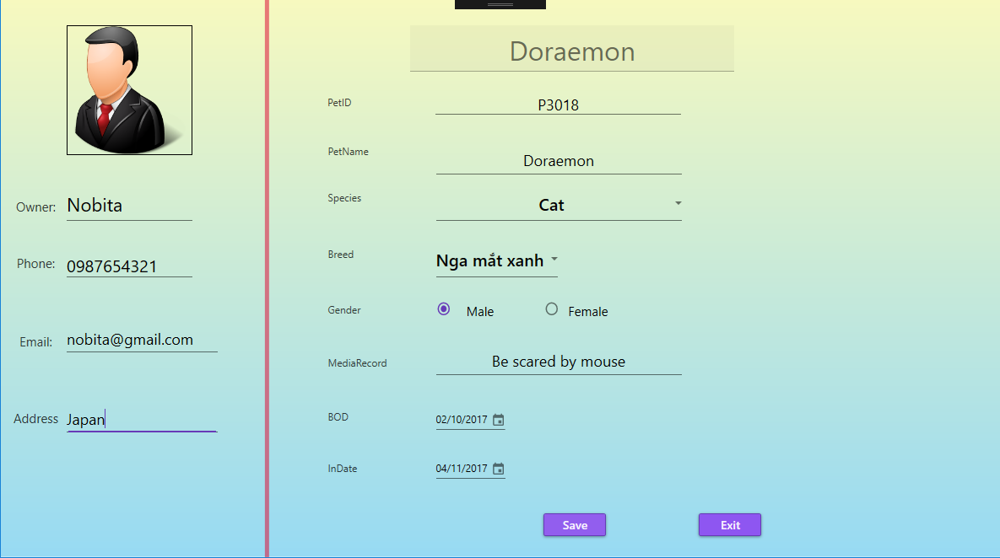 Owner: Nobita
Phone: 0987654321
Email: nobita@gmail.com
Address Japan
Doraemon
PetID P3018
PetName Doraemon
Species Cat
Breed Nga mắt xanh
Gender Male Female
MediaRecord Be scared by mouse
BOD 02/10/2017
InDate 04/11/2017
Save Exit